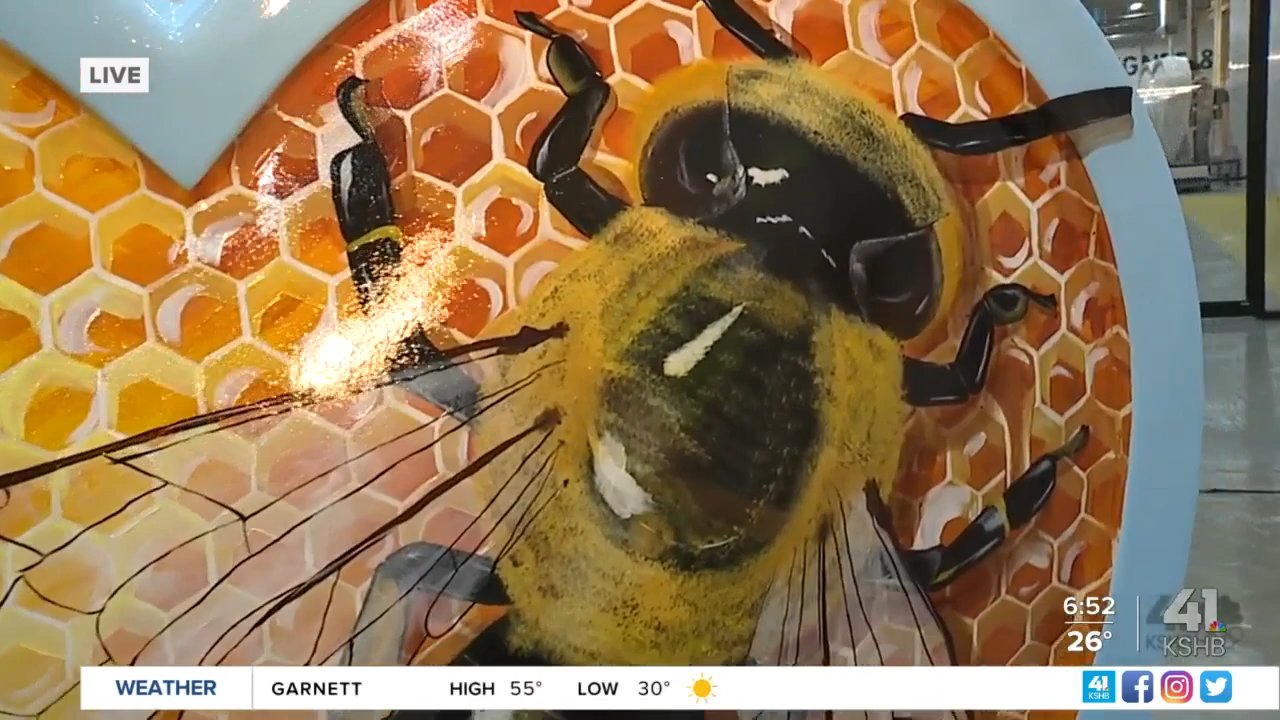 LIVE
6:52
26°
41
KSHB
WEATHER
GARNETT HIGH 55° LOW 30°
41
KSHB